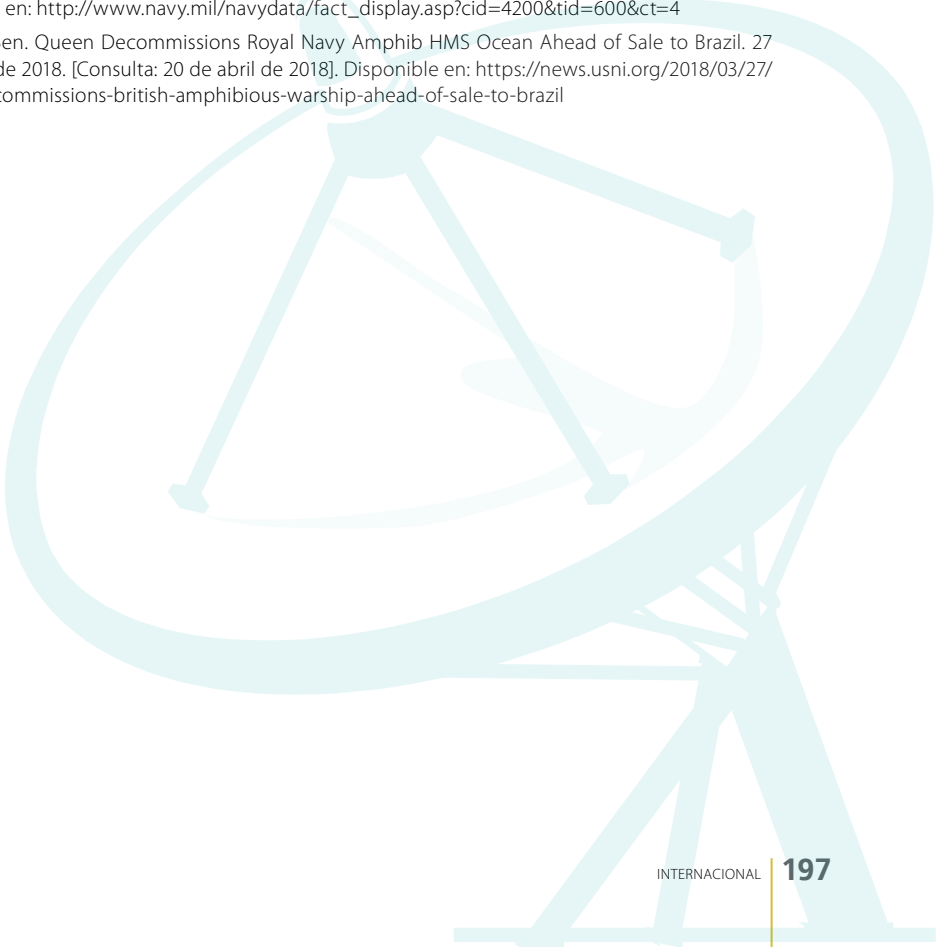 en: http://www.navy.mil/navydata/fact_display.asp?cid=4200&tid=600&ct=4
en. Queen Decommissions Royal Navy Amphib HMS Ocean Ahead of Sale to Brazil. 27
de 2018. [Consulta: 20 de abril de 2018]. Disponible en: https://news.usni.org/2018/03/27/
commissions-british-amphibious-warship-ahead-of-sale-to-brazil
INTERNACIONAL 197